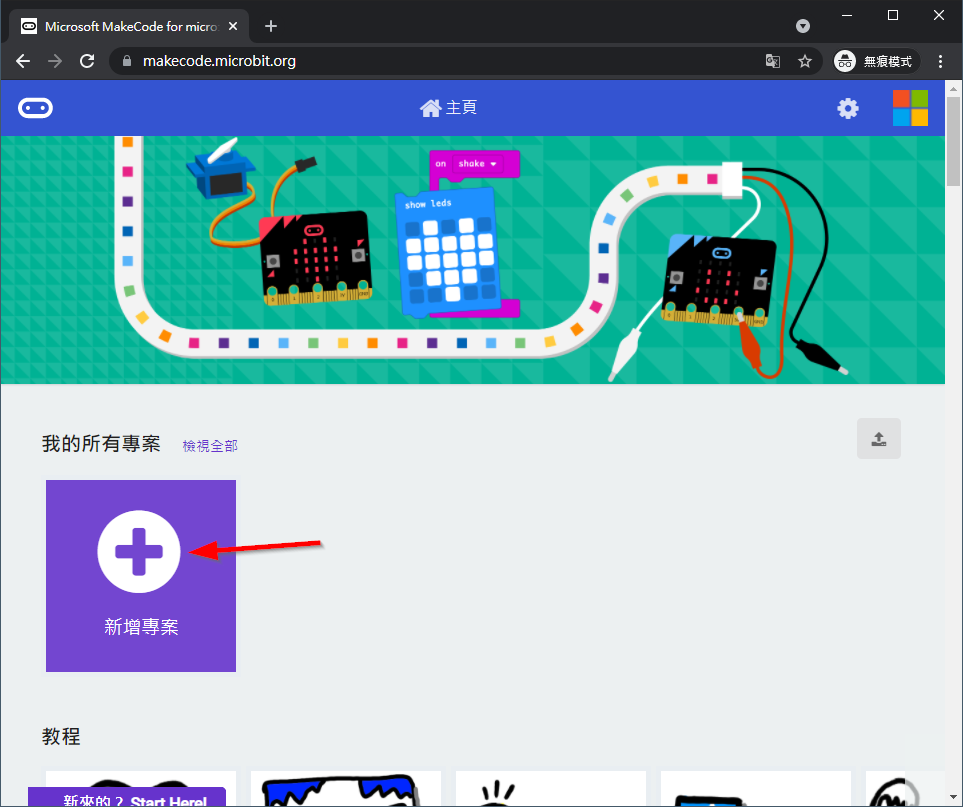 Microsoft MakeCode for micro
makecode.microbit.org
無痕模式
主頁
on shake
show leds
我的所有專案 檢視全部
新增專案
教程
新來的？ Start Here!